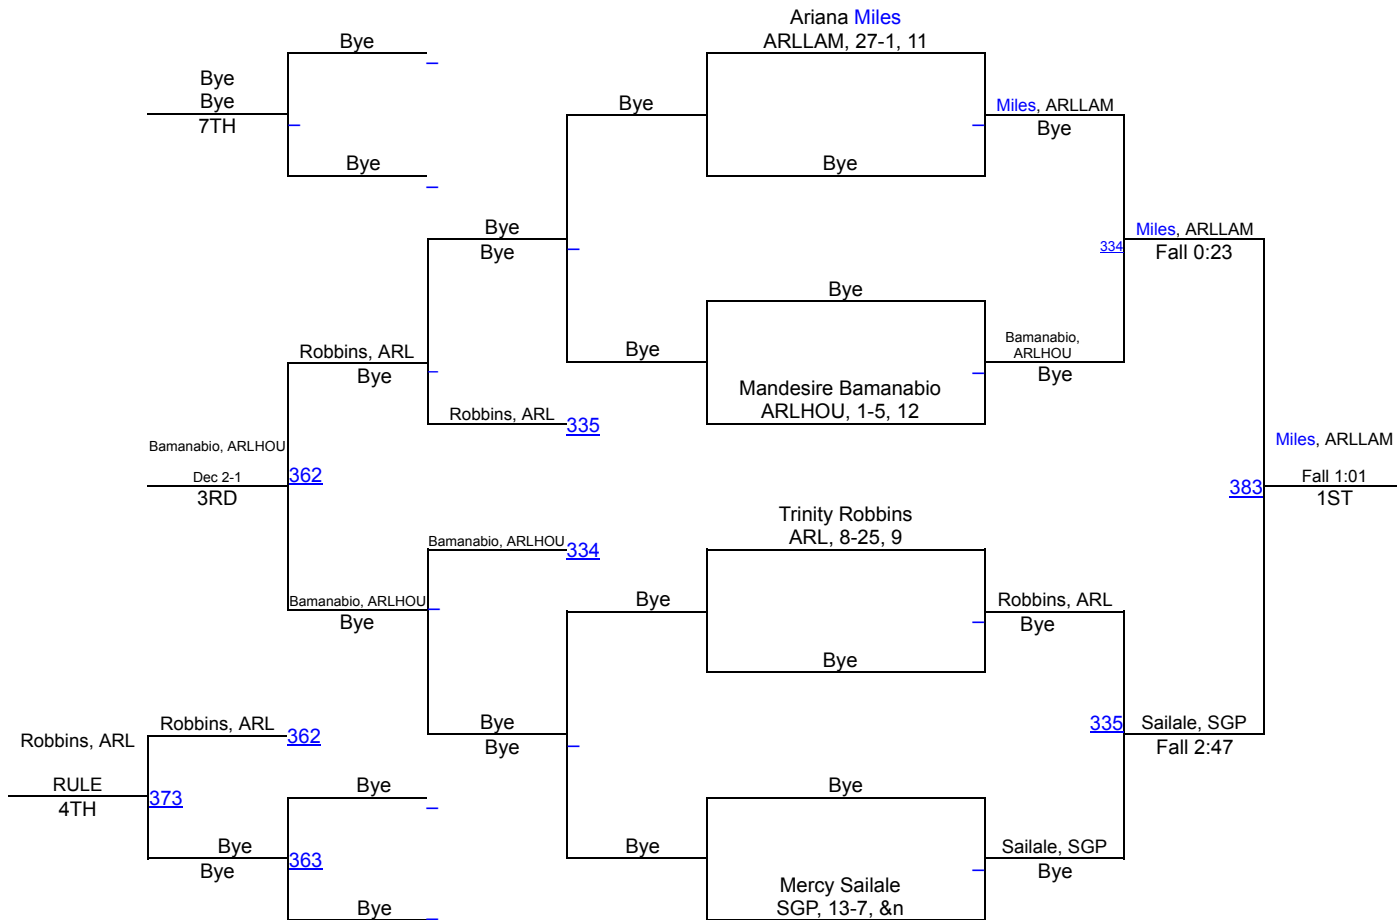 Ariana Miles
ARLLAM, 27-1, 11
Bye
Bye
Bye
7TH
Bye
Bye
Miles, ARLLAM
Bye
Bye
Bye
Bye
Miles, ARLLAM
334
Fall 0:23
Bye
Robbins, ARL
Bye
Bye
Bamanabio,
ARLHOU
Bye
Mandesire Bamanabio
ARLHOU, 1-5, 12
Robbins, ARL
335
Bamanabio, ARLHOU
Dec 2-1
362
3RD
Miles, ARLLAM
Fall 1:01
383
1ST
Trinity Robbins
ARL, 8-25, 9
Bamanabio, ARLHOU
334
Bamanabio, ARLHOU
Bye
Bye
Robbins, ARL
Bye
Bye
Bye
Bye
Robbins, ARL
Robbins, ARL
362
335
Sailale, SGP
Fall 2:47
RULE
373
4TH
Bye
Bye
Bye
Bye
363
Bye
Sailale, SGP
Bye
Mercy Sailale
SGP, 13-7, &n
Bye